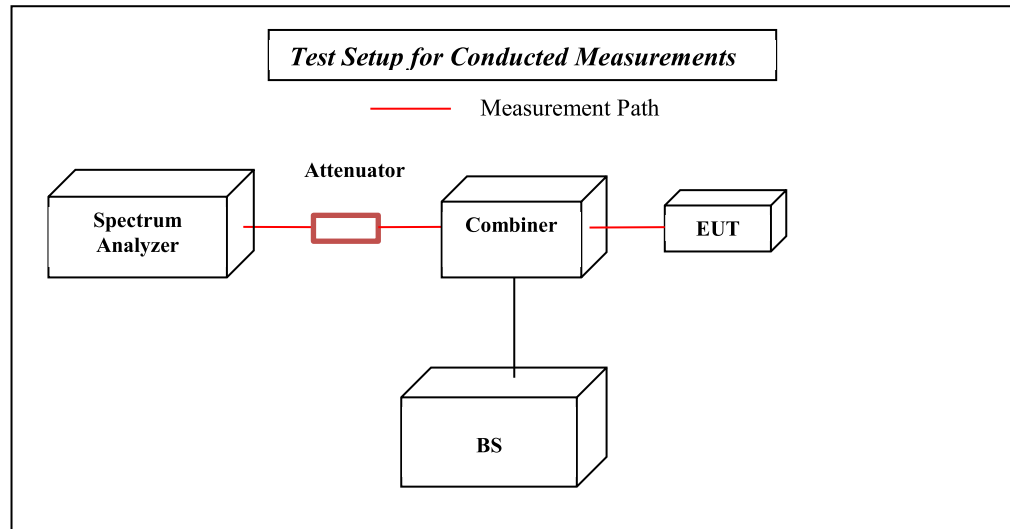 Test Setup for Conducted Measurements
Measurement Path
Attenuator
Spectrum
Analyzer
Combiner
EUT
BS